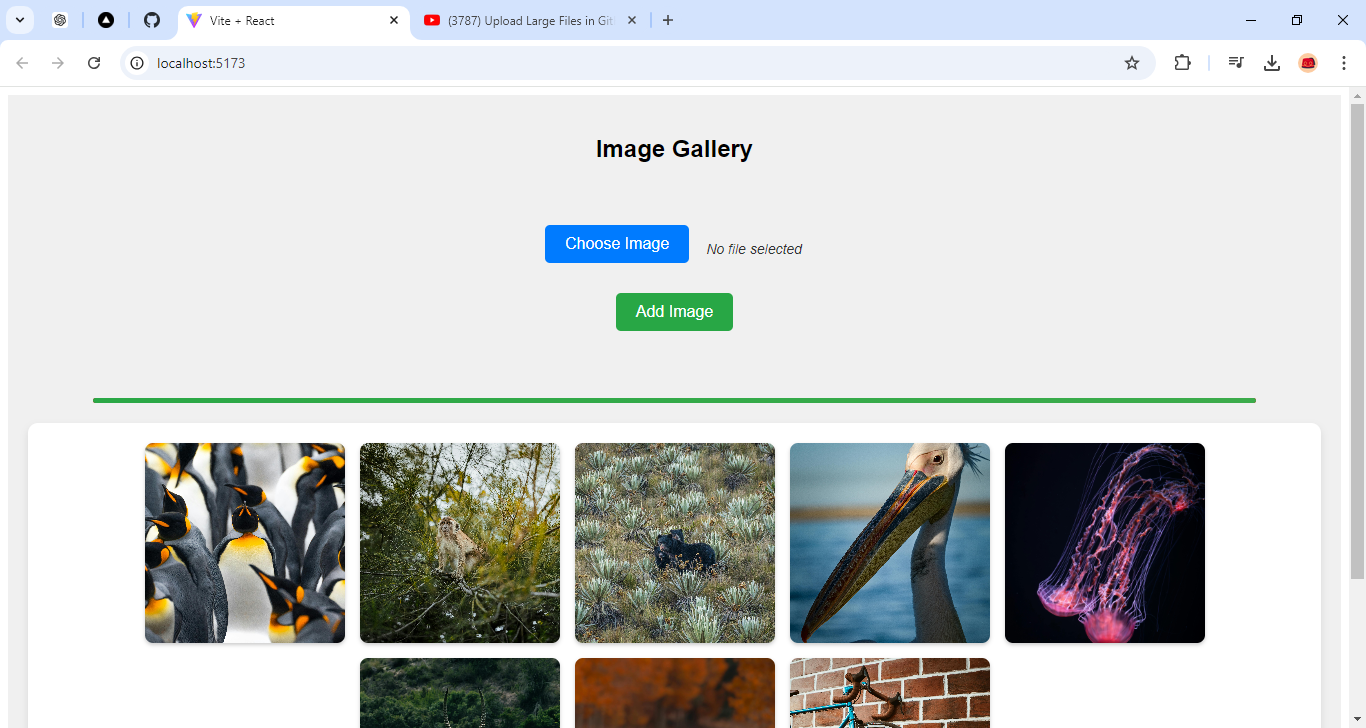 Vite + React
(3787) Upload Large Files in Git
localhost:5173
Image Gallery
Choose Image
No file selected
Add Image